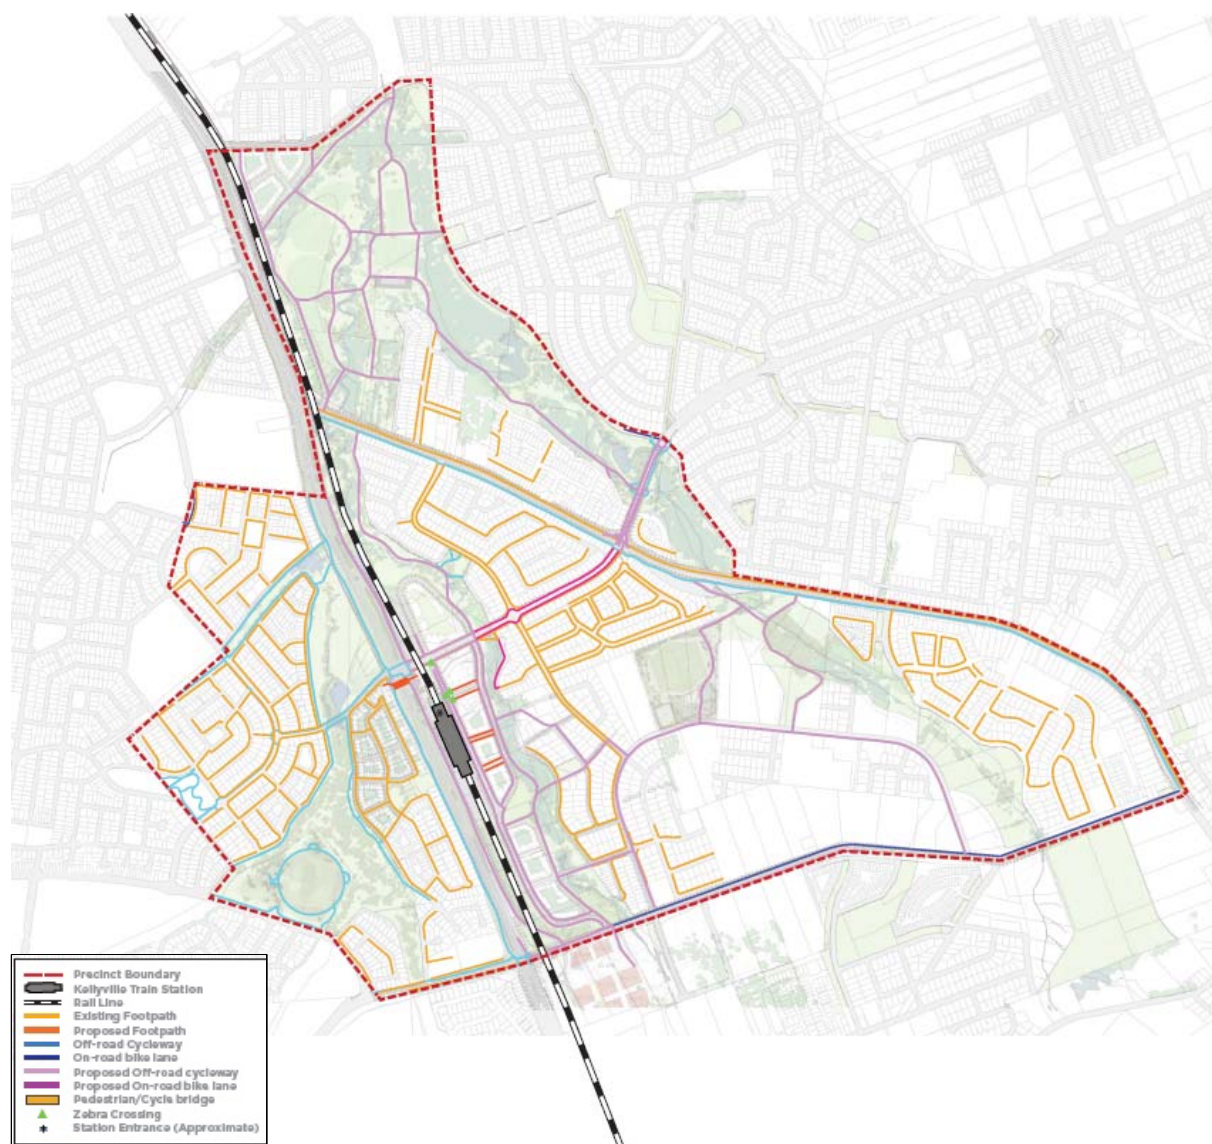 Precinct Boundary
Kellyville Train Station
Rail Line
Existing Footpath
Proposed Footpath
Off-road Cycleway
On-road bike lane
Proposed Off-road cycleway
Proposed On-road bike lane
Pedestrian/Cycle bridge
Zebra Crossing
Station Entrance (Approximate)